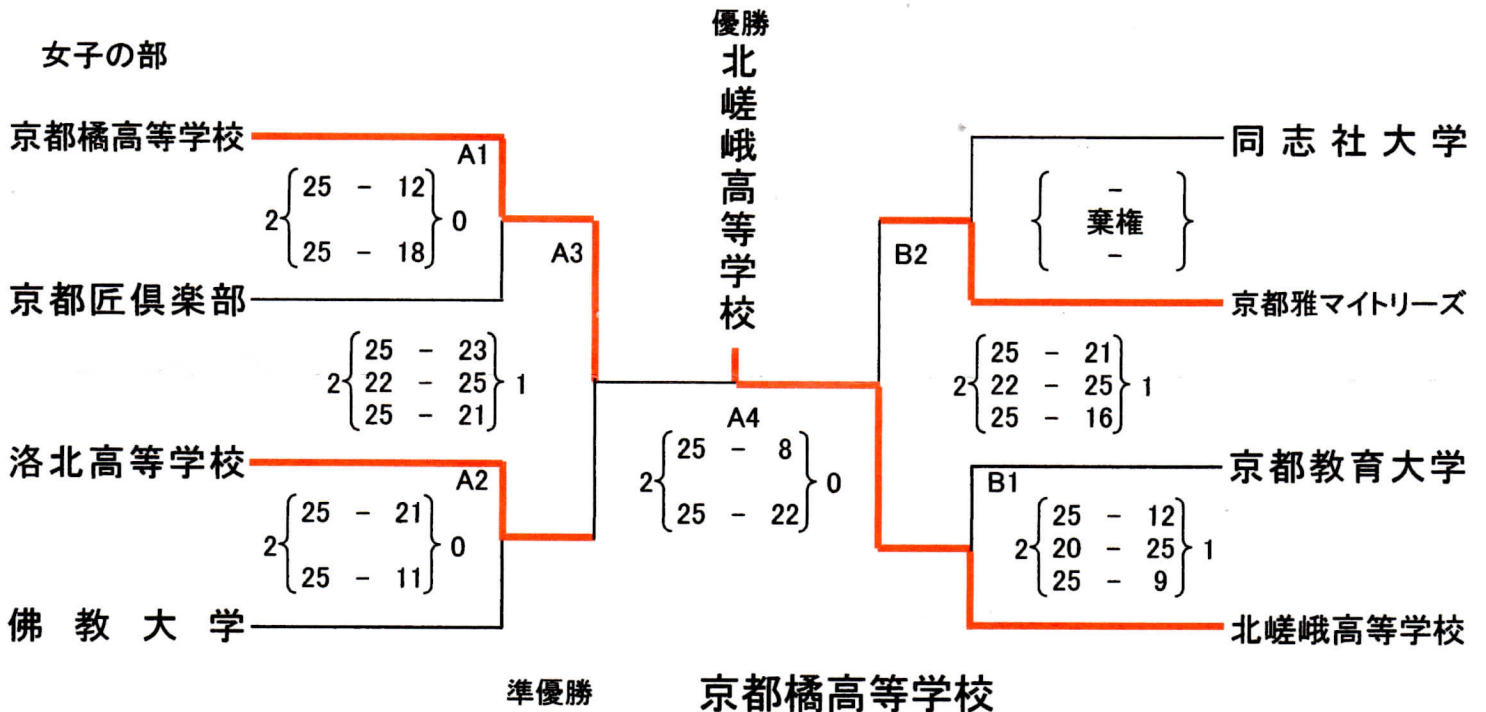 女子の部
優勝
北嵯峨高等学校
京都橘高等学校
A1
2{25 - 12}0
25 - 18
京都匠倶楽部
A3
2{25 - 23
22 - 25}1
25 - 21
洛北高等学校
A2
2{25 - 21}0
25 - 11
佛教大学
A4
2{25 - 8}0
25 - 22
同志社大学
{ - }
棄権
-
B2
京都雅マイトリーズ
2{25 - 21
22 - 25}1
25 - 16
京都教育大学
B1
2{25 - 12
20 - 25}1
25 - 9
北嵯峨高等学校
準優勝 京都橘高等学校